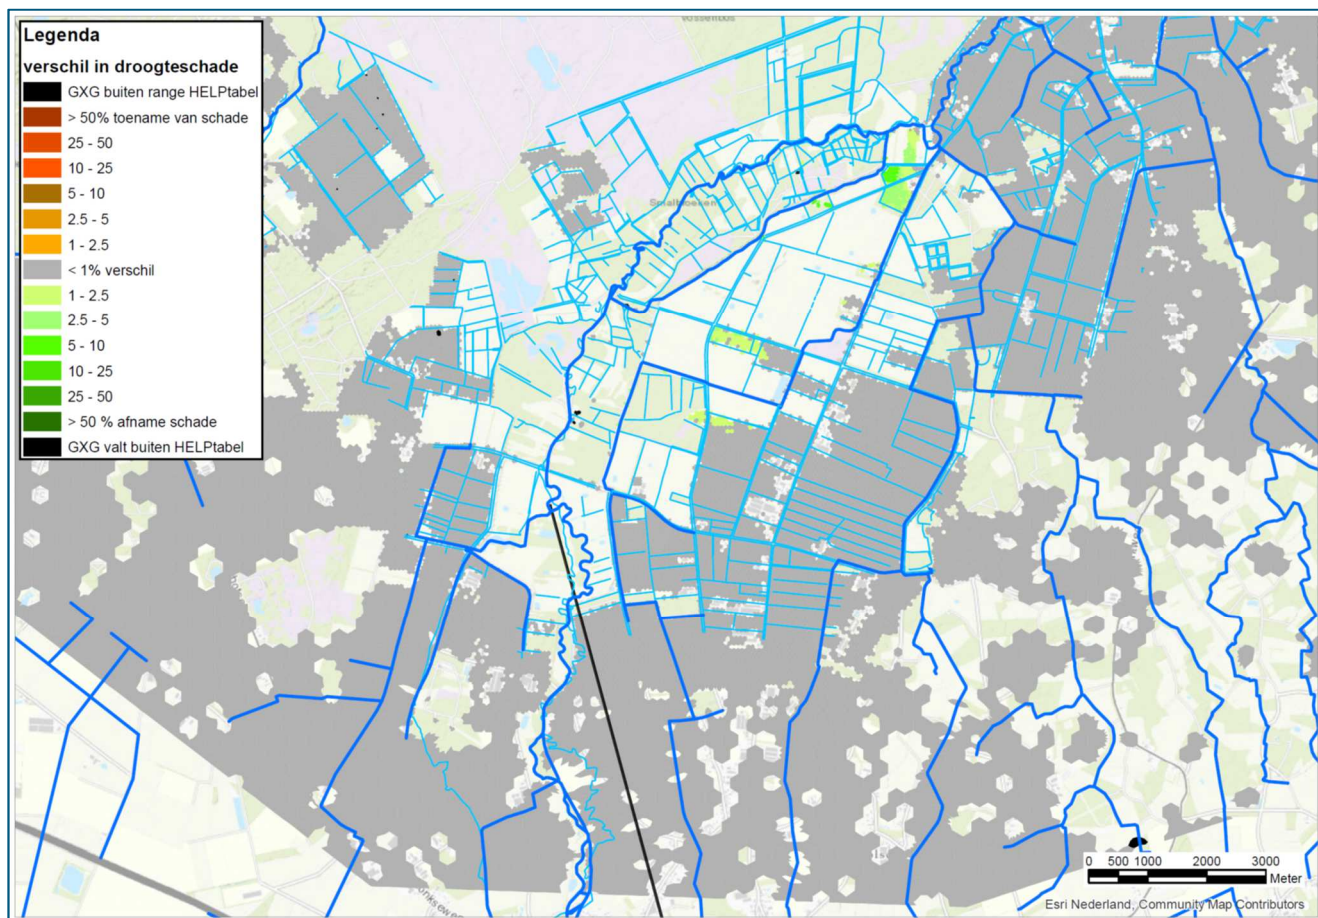 Legenda
verschil in droogteschade
GXG buiten range HELPtabel
> 50% toename van schade
25 - 50
10 - 25
5 - 10
2.5 - 5
1 - 2.5
< 1% verschil
1 - 2.5
2.5 - 5
5 - 10
10 - 25
25 - 50
> 50 % afname schade
GXG valt buiten HELPtabel
0 500 1000 2000 3000
Meter
Esri Nederland, Community Map Contributors